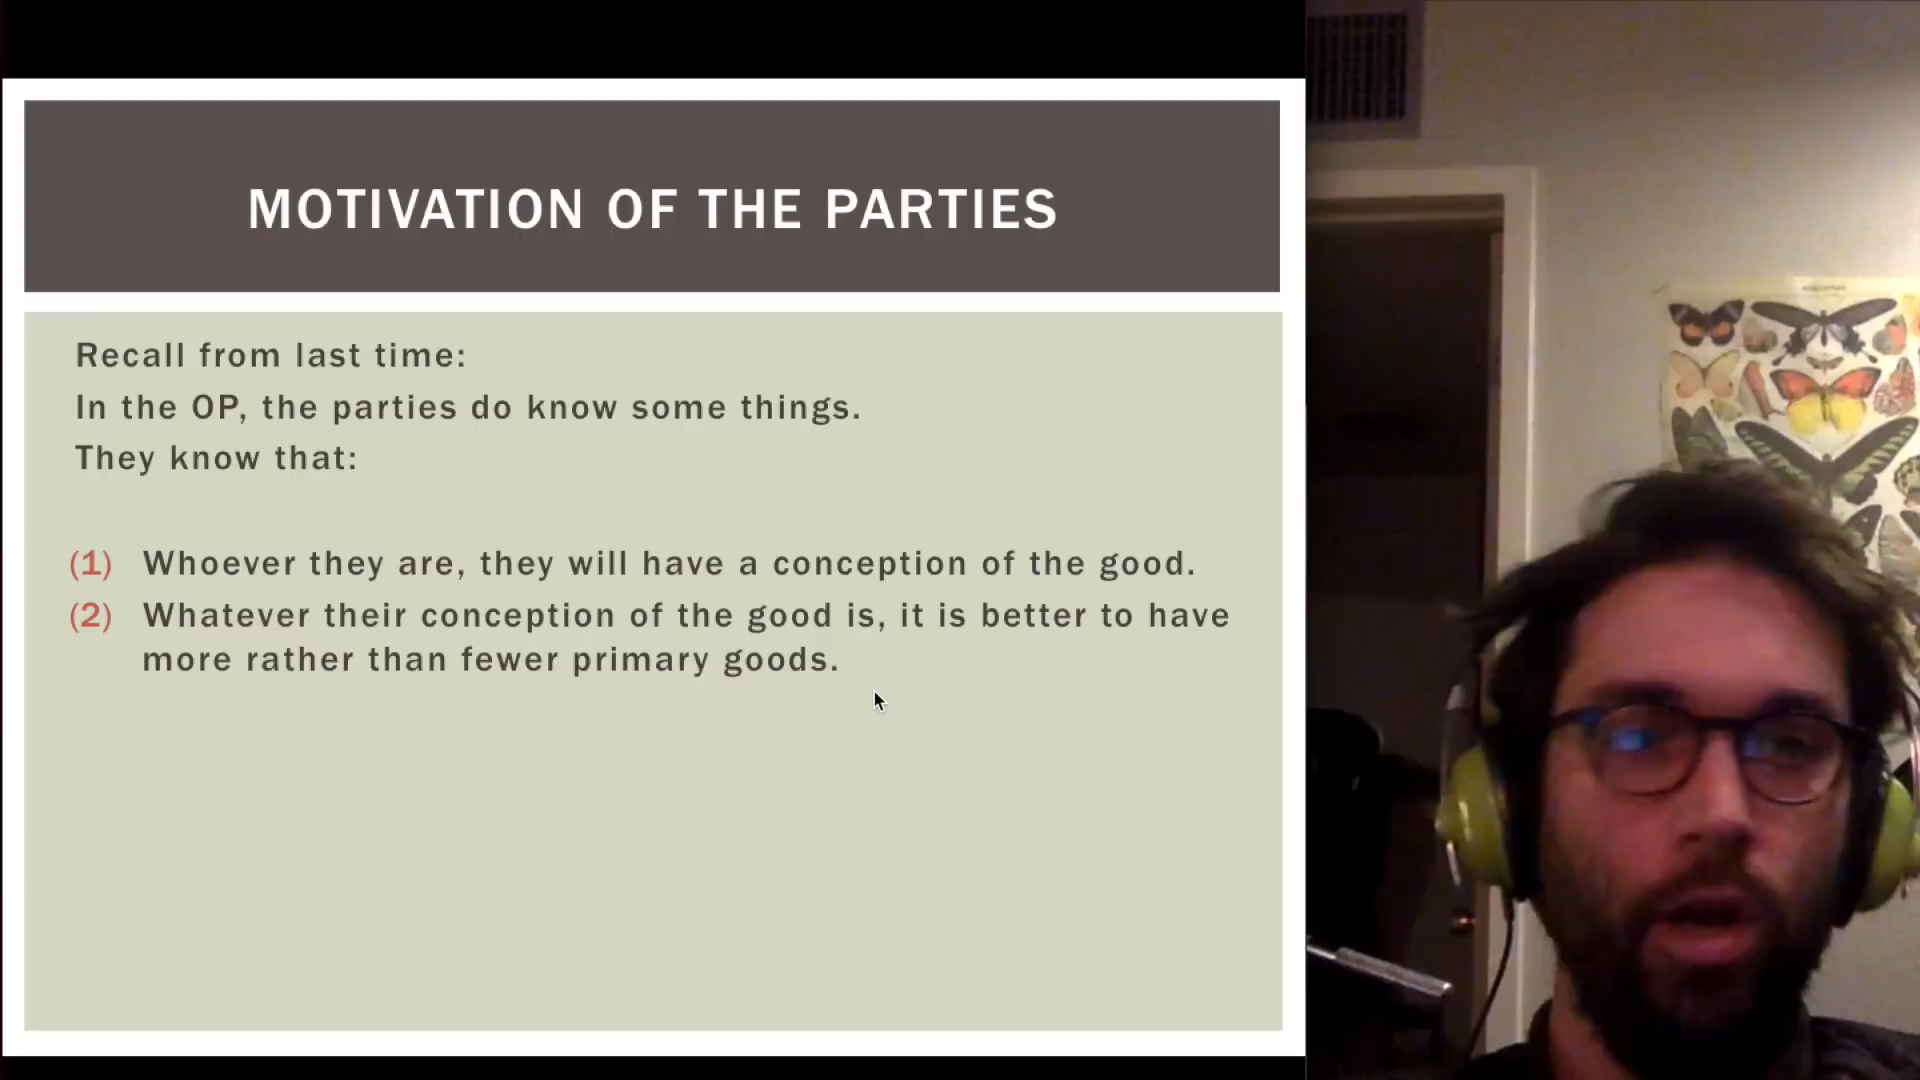 MOTIVATION OF THE PARTIES
Recall from last time:
In the OP, the parties do know some things.
They know that:
(1) Whoever they are, they will have a conception of the good.
(2) Whatever their conception of the good is, it is better to have
more rather than fewer primary goods.